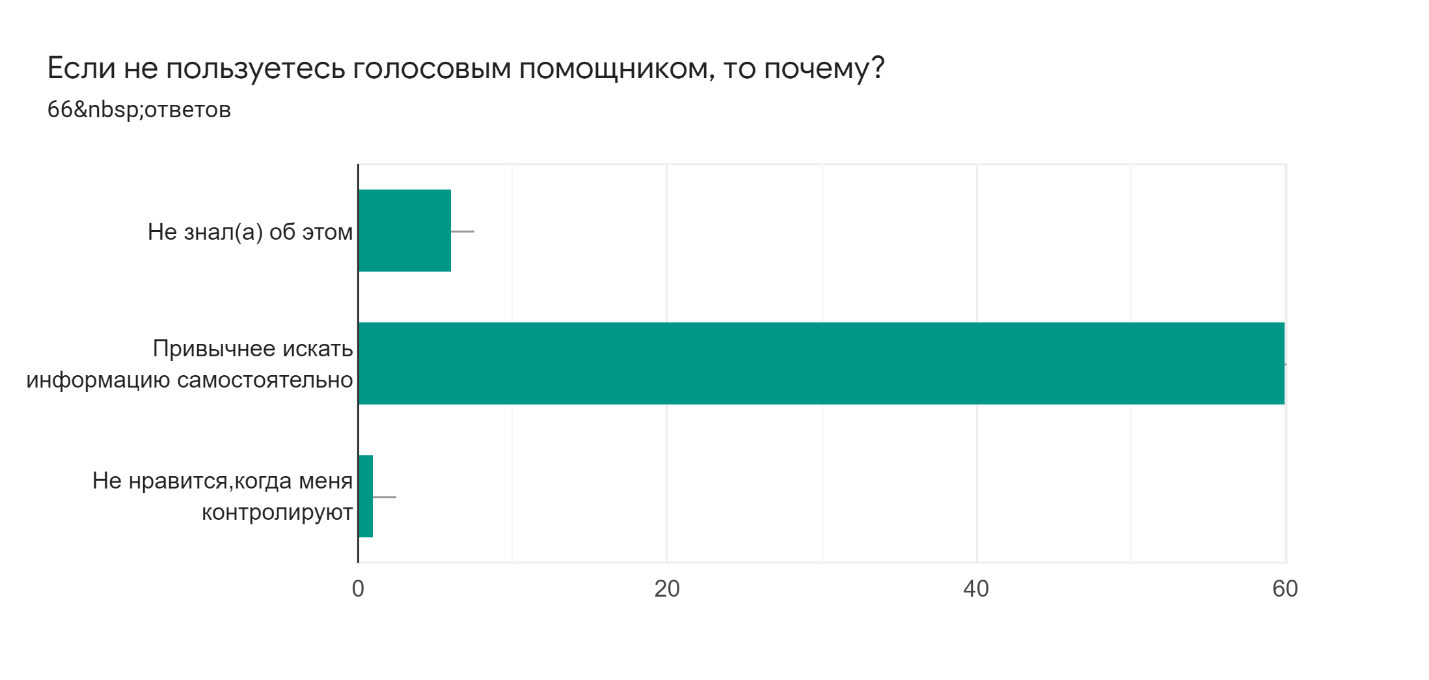 Если не пользуетесь голосовым помощником, то почему?
66&nbsp;ответов
Не знал(а) об этом
Привычнее искать
информацию самостоятельно
Не нравится,когда меня
контролируют
0 20 40 60